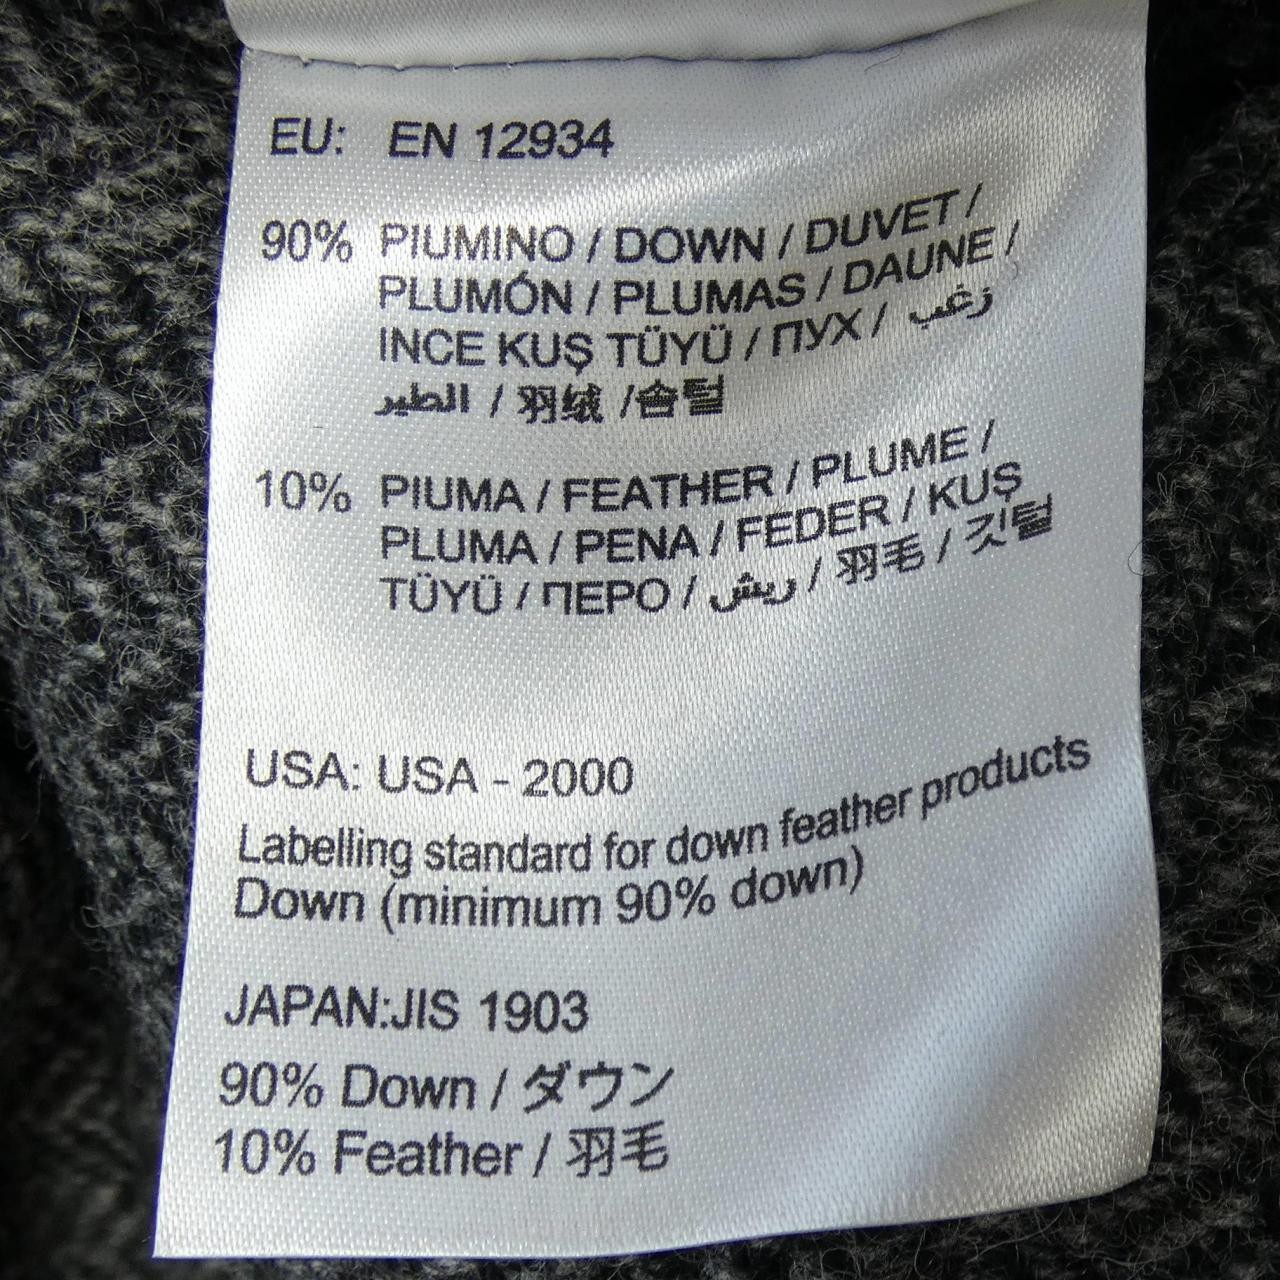 EU: EN 12934
90% PIUMINO / DOWN / DUVET /
PLUMÓN / PLUMAS / DAUNE /
INCE KUŞ TÜYÜ / ПУХ / زغب
الطير / 羽绒 /솜털
10% PIUMA / FEATHER / PLUME /
PLUMA / PENA / FEDER / KUŞ
TÜYÜ / ПЕРО / ريش / 羽毛 / 깃털
USA: USA - 2000
Labelling standard for down feather products
Down (minimum 90% down)
JAPAN:JIS 1903
90% Down / ダウン
10% Feather / 羽毛